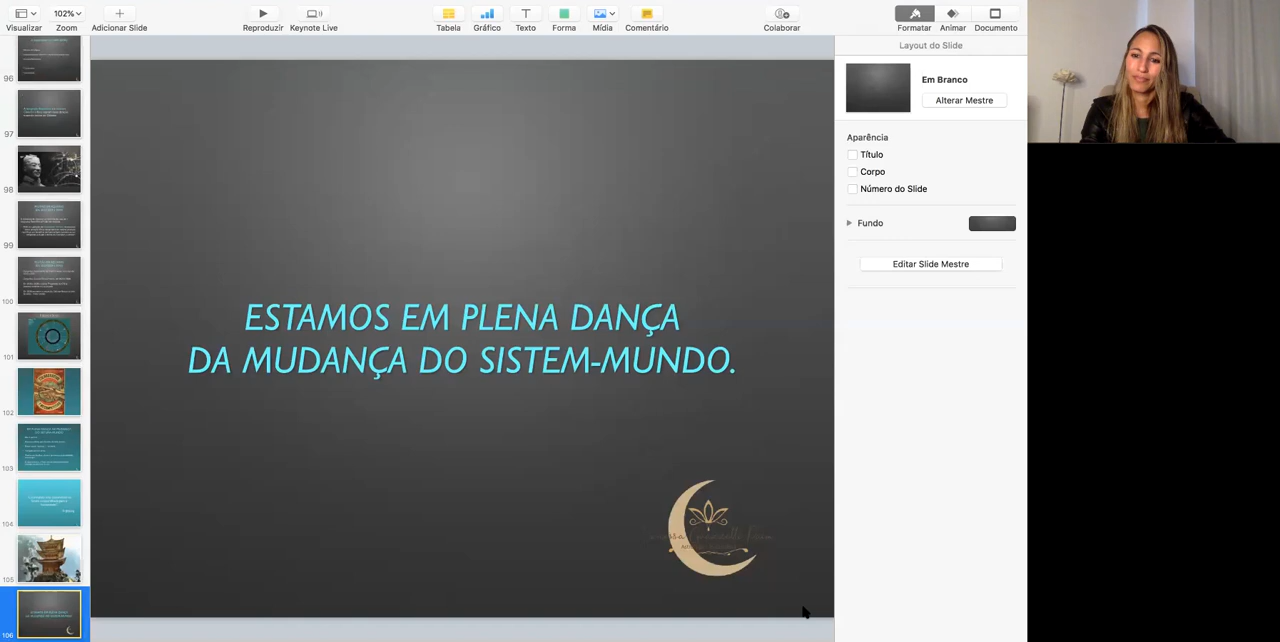 102%
Visualizar
Zoom
Adicionar Slide
Reproduzir
Keynote Live
Tabela
Gráfico
Texto
Forma
Mídia
Comentário
Colaborar
Formatar
Animar
Documento
Layout do Slide
Em Branco
Alterar Mestre
Aparência
Título
Corpo
Número do Slide
Fundo
Editar Slide Mestre
96
97
98
99
100
101
102
103
104
105
106
ESTAMOS EM PLENA DANÇA
DA MUDANÇA DO SISTEM-MUNDO.